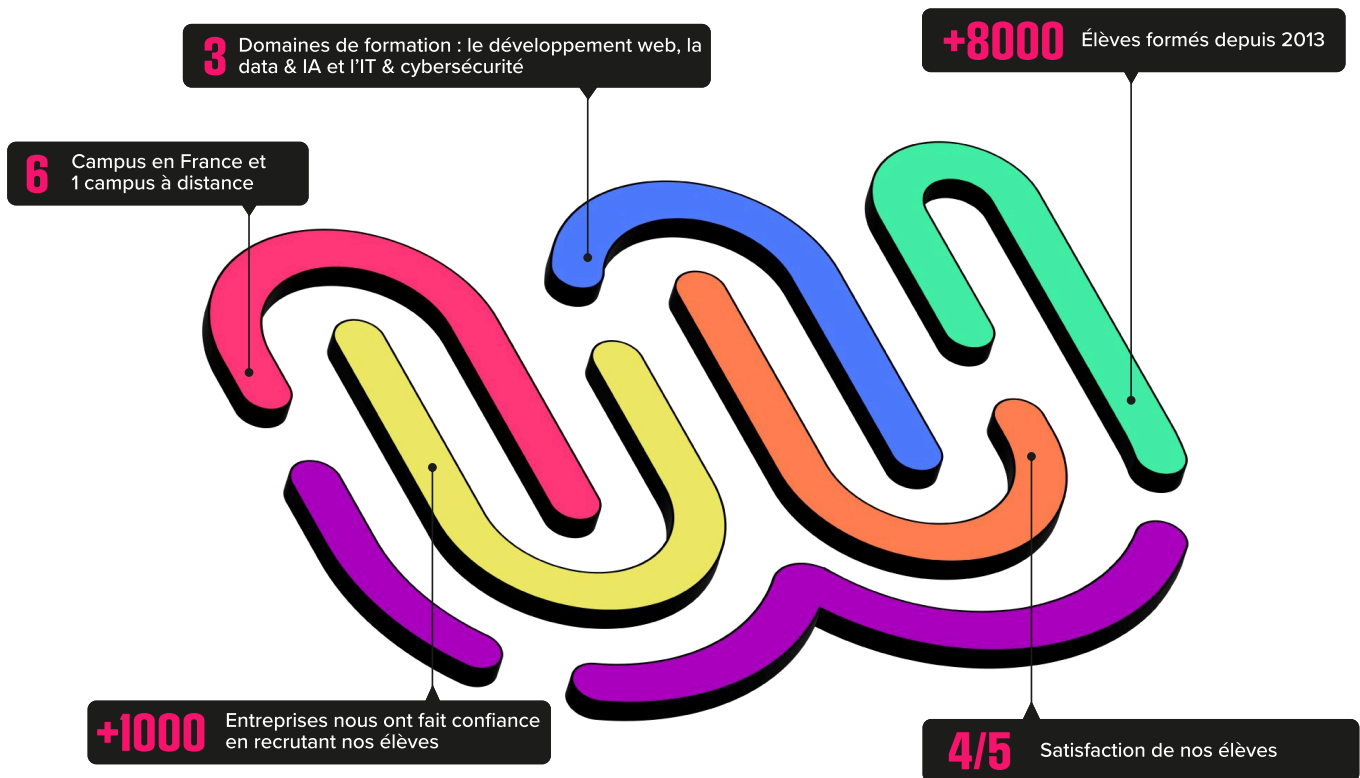 3 Domaines de formation : le développement web, la
data & IA et l'IT & cybersécurité
+8000 Élèves formés depuis 2013
6 Campus en France et
1 campus à distance
+1000 Entreprises nous ont fait confiance
en recrutant nos élèves
4/5 Satisfaction de nos élèves